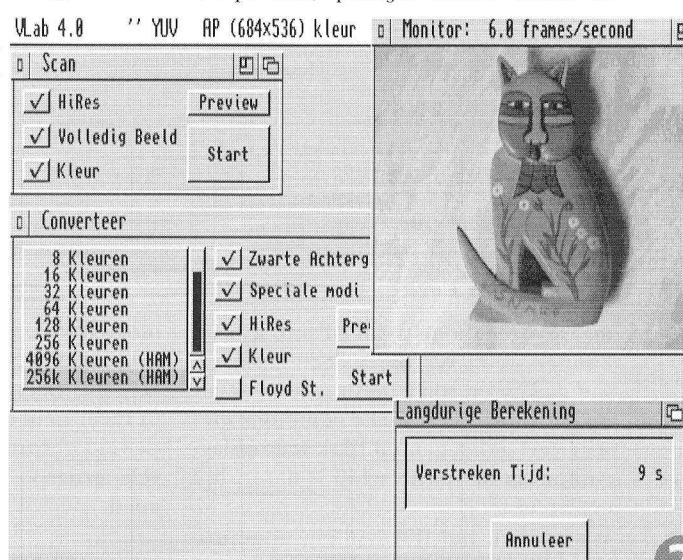 VLab 4.0 '' YUV AP (684x536) kleur
Monitor: 6.0 frames/second
Scan
HiRes
Preview
Volledig Beeld
Start
Kleur
Converteer
8 Kleuren
16 Kleuren
32 Kleuren
64 Kleuren
128 Kleuren
256 Kleuren
4096 Kleuren (HAM)
256k Kleuren (HAM)
Zwarte Achterg
Speciale modi
HiRes
Pre
Kleur
Start
Floyd St.
Langdurige Berekening
Verstreken Tijd: 9 s
Annuleer